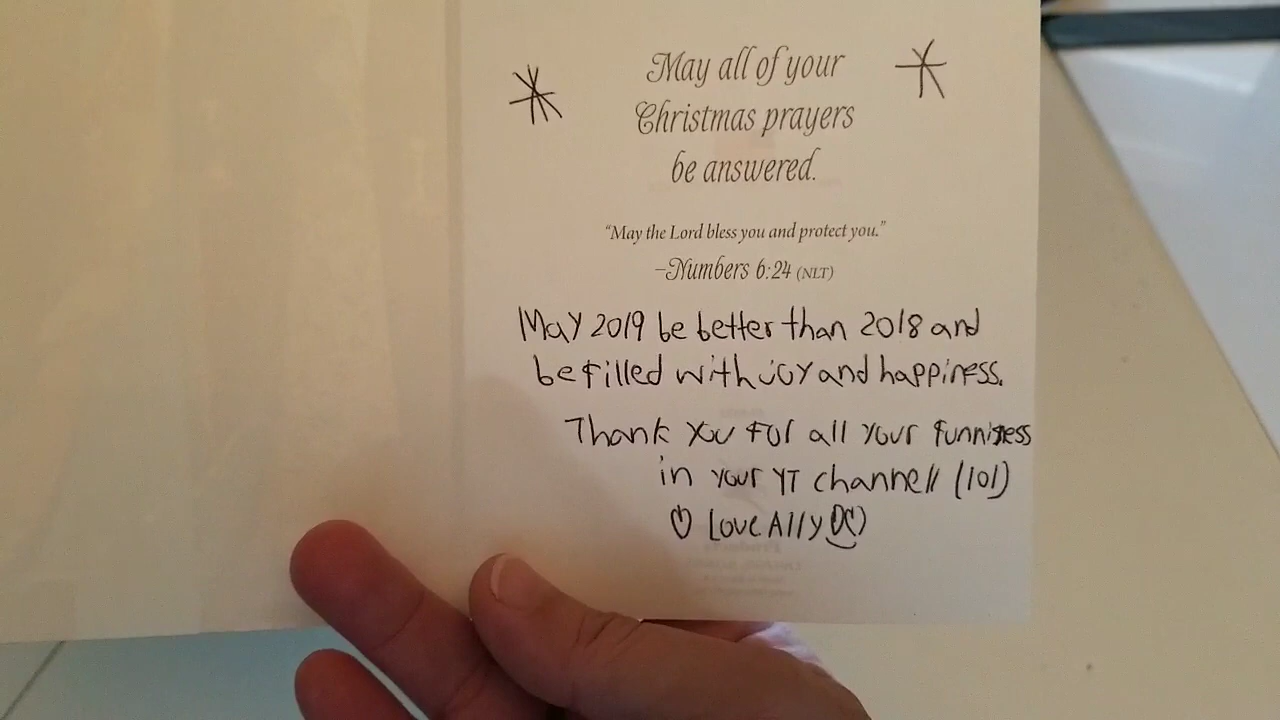 May all of your
Christmas prayers
be answered.
“May the Lord bless you and protect you.”
–Numbers 6:24 (NLT)
May 2019 be better than 2018 and
be filled with joy and happiness.
Thank you for all your funniness
in your YT channell (lol)
♡ Love Ally